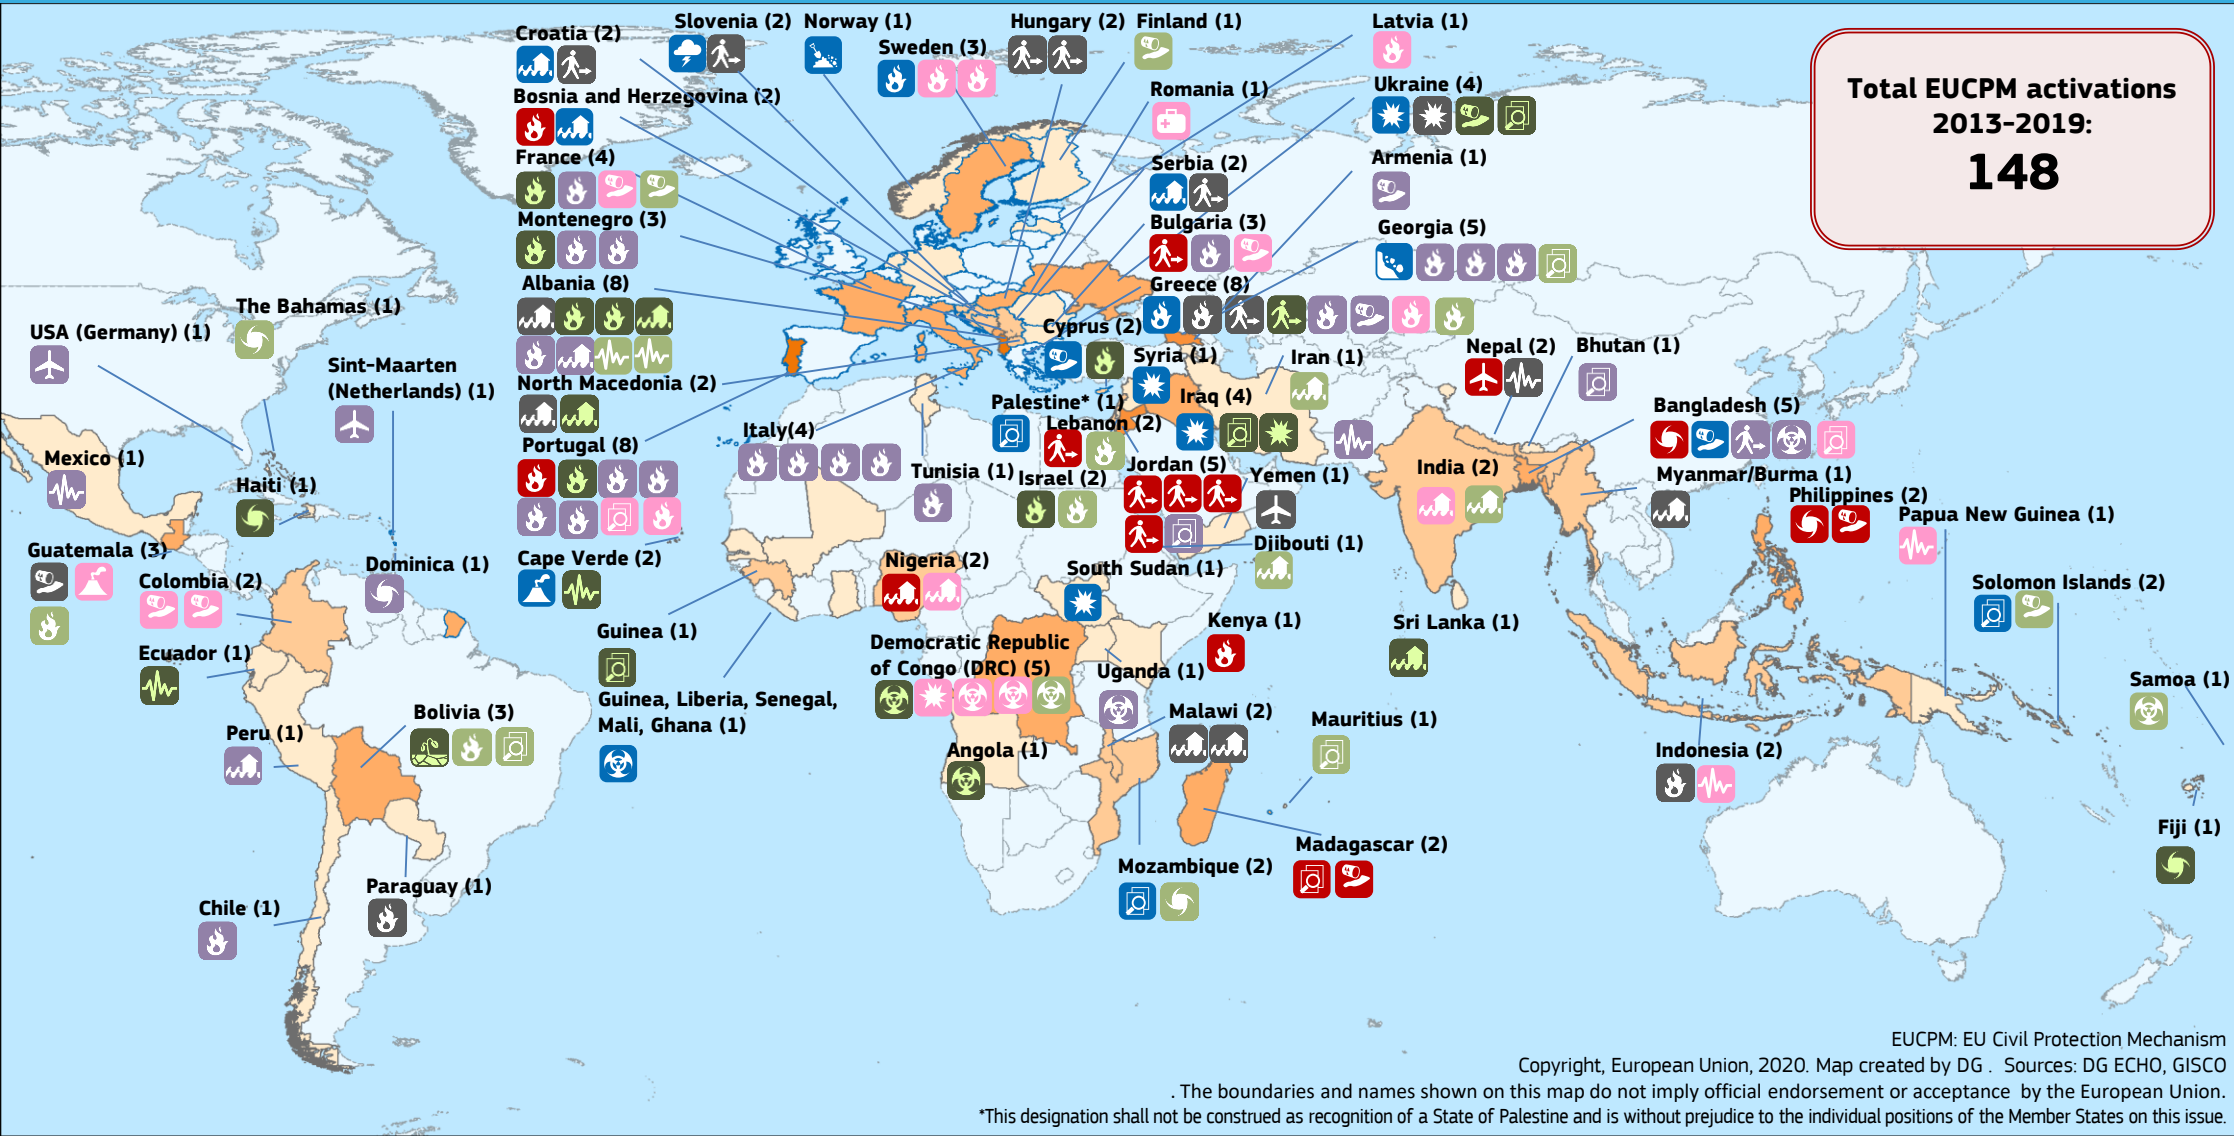 Total EUCPM activations
2013-2019:
148
Croatia (2)
Slovenia (2)
Norway (1)
Sweden (3)
Hungary (2)
Finland (1)
Latvia (1)
Bosnia and Herzegovina (2)
Romania (1)
Ukraine (4)
France (4)
Serbia (2)
Armenia (1)
Montenegro (3)
Bulgaria (3)
Georgia (5)
Albania (8)
Greece (8)
The Bahamas (1)
USA (Germany) (1)
Cyprus (2)
Syria (1)
Iran (1)
Nepal (2)
Bhutan (1)
Sint-Maarten
(Netherlands) (1)
North Macedonia (2)
Palestine* (1)
Iraq (4)
Bangladesh (5)
Lebanon (2)
Portugal (8)
Italy(4)
Mexico (1)
Haiti (1)
Tunisia (1)
Israel (2)
Jordan (5)
Yemen (1)
India (2)
Myanmar/Burma (1)
Philippines (2)
Papua New Guinea (1)
Guatemala (3)
Colombia (2)
Dominica (1)
Cape Verde (2)
Nigeria (2)
South Sudan (1)
Djibouti (1)
Solomon Islands (2)
Guinea (1)
Kenya (1)
Sri Lanka (1)
Ecuador (1)
Democratic Republic
of Congo (DRC) (5)
Uganda (1)
Samoa (1)
Guinea, Liberia, Senegal,
Mali, Ghana (1)
Bolivia (3)
Peru (1)
Angola (1)
Malawi (2)
Mauritius (1)
Indonesia (2)
Fiji (1)
Madagascar (2)
Mozambique (2)
Paraguay (1)
Chile (1)
EUCPM: EU Civil Protection Mechanism
Copyright, European Union, 2020. Map created by DG . Sources: DG ECHO, GISCO
. The boundaries and names shown on this map do not imply official endorsement or acceptance by the European Union.
*This designation shall not be construed as recognition of a State of Palestine and is without prejudice to the individual positions of the Member States on this issue.